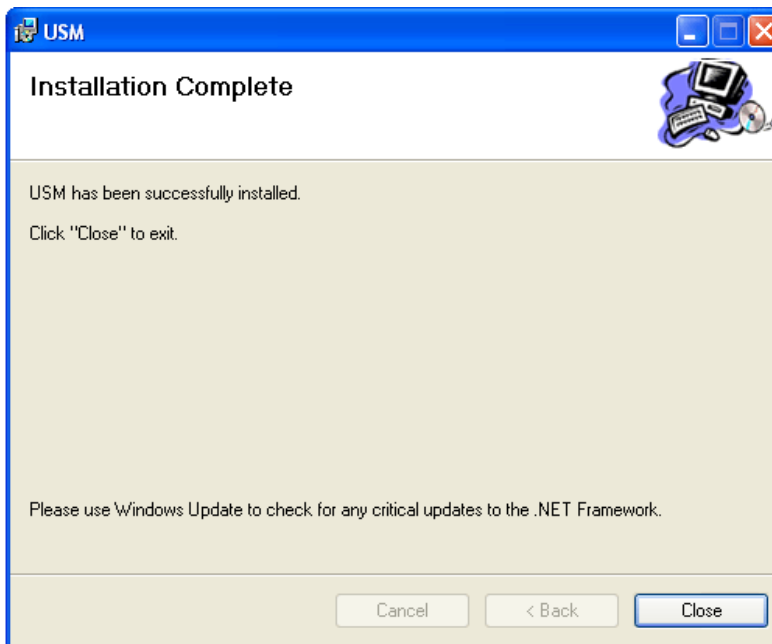 USM
Installation Complete
USM has been successfully installed.
Click "Close" to exit.
Please use Windows Update to check for any critical updates to the .NET Framework.
Cancel
< Back
Close